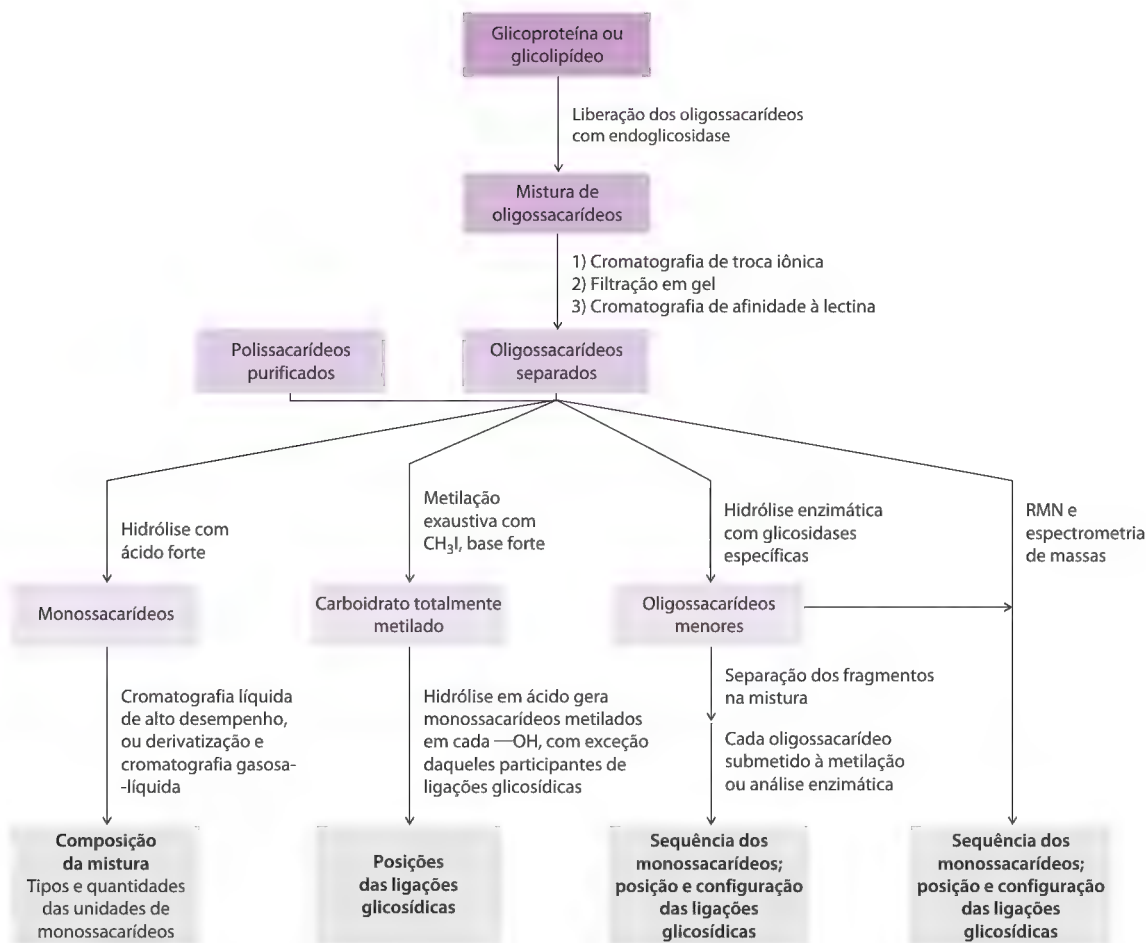 Glicoproteína ou
glicolipídeo
Liberação dos oligossacarídeos
com endoglicosidase
Mistura de
oligossacarídeos
1) Cromatografia de troca iônica
2) Filtração em gel
3) Cromatografia de afinidade à lectina
Polissacarídeos
purificados
Oligossacarídeos
separados
Hidrólise com
ácido forte
Metilação
exaustiva com
CH₃I, base forte
Hidrólise enzimática
com glicosidases
específicas
RMN e
espectrometria
de massas
Monossacarídeos
Carboidrato totalmente
metilado
Oligossacarídeos
menores
Cromatografia líquida
de alto desempenho,
ou derivatização e
cromatografia gasosa-
-líquida
Hidrólise em ácido gera
monossacarídeos metilados
em cada —OH, com exceção
daqueles participantes de
ligações glicosídicas
Separação dos fragmentos
na mistura
Cada oligossacarídeo
submetido à metilação
ou análise enzimática
Composição
da mistura
Tipos e quantidades
das unidades de
monossacarídeos
Posições
das ligações
glicosídicas
Sequência dos
monossacarídeos;
posição e configuração
das ligações
glicosídicas
Sequência dos
monossacarídeos;
posição e configuração
das ligações
glicosídicas